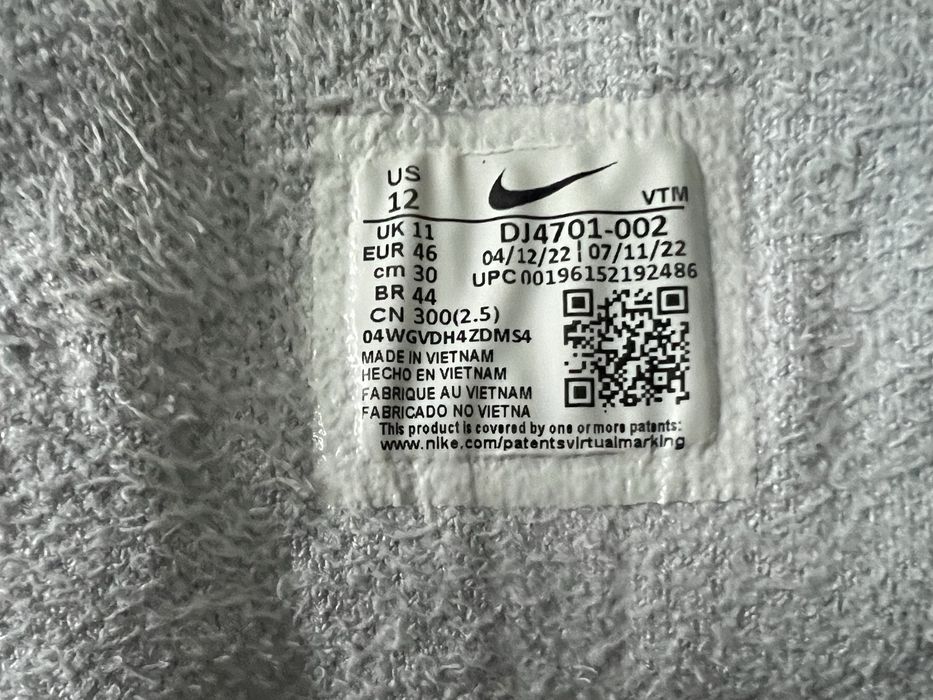 US
12
VTM
UK 11
EUR 46
cm 30
BR 44
CN 300(2.5)
DJ4701-002
04/12/22 | 07/11/22
UPC 00196152192486
04WGVDH4ZDMS4
MADE IN VIETNAM
HECHO EN VIETNAM
FABRIQUE AU VIETNAM
FABRICADO NO VIETNA
This product is covered by one or more patents:
www.nike.com/patentsvirtualmarking